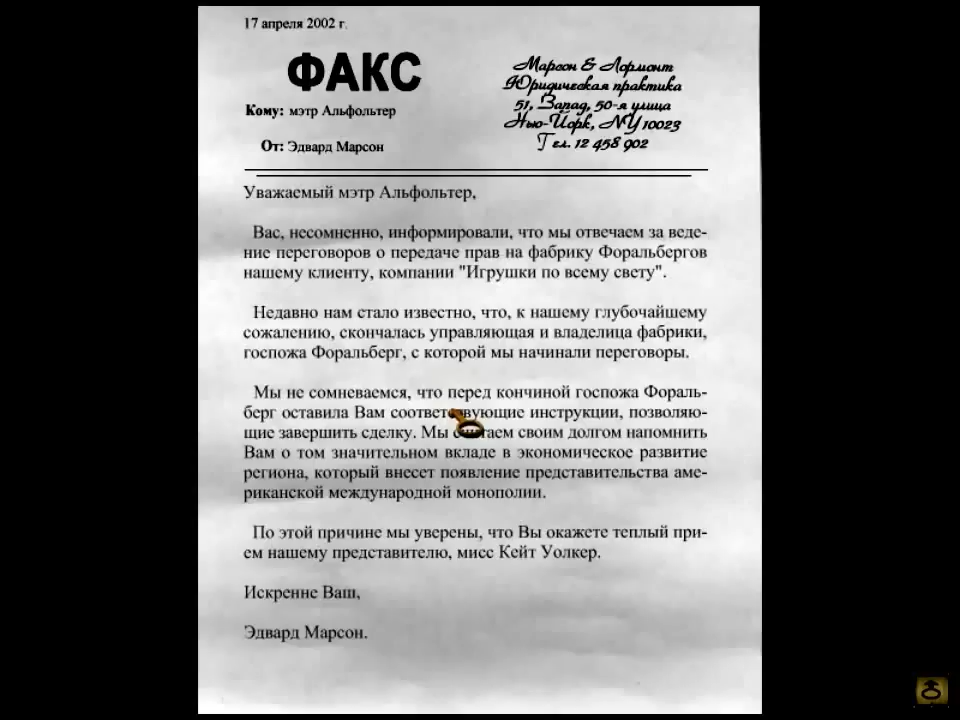 17 апреля 2002 г.
ФАКС
Кому: мэтр Альфольтер
От: Эдвард Марсон
Марсон & Лормонт
Юридическая практика
51, Запад, 50-я улица
Нью-Йорк, NY 10023
Тел. 12 458 902
Уважаемый мэтр Альфольтер,
Вас, несомненно, информировали, что мы отвечаем за веде-
ние переговоров о передаче прав на фабрику Форальбергов
нашему клиенту, компании "Игрушки по всему свету".
Недавно нам стало известно, что, к нашему глубочайшему
сожалению, скончалась управляющая и владелица фабрики,
госпожа Форальберг, с которой мы начинали переговоры.
Мы не сомневаемся, что перед кончиной госпожа Фораль-
берг оставила Вам соответствующие инструкции, позволяю-
щие завершить сделку. Мы считаем своим долгом напомнить
Вам о том значительном вкладе в экономическое развитие
региона, который внесет появление представительства аме-
риканской международной монополии.
По этой причине мы уверены, что Вы окажете теплый при-
ем нашему представителю, мисс Кейт Уолкер.
Искренне Ваш,
Эдвард Марсон.